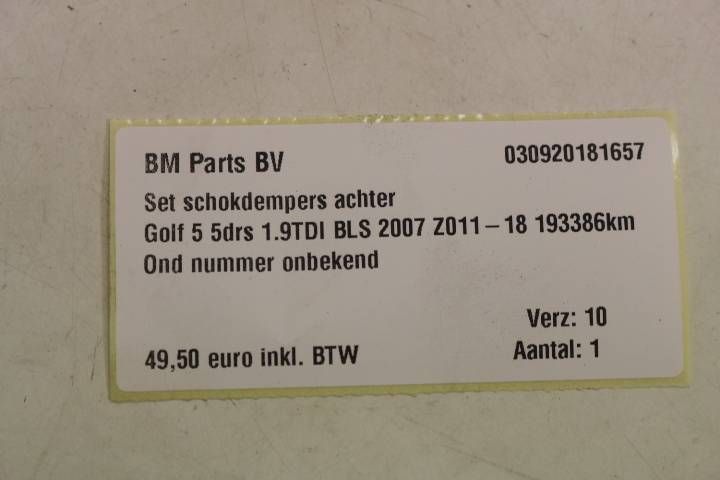 BM Parts BV 030920181657
Set schokdempers achter
Golf 5 5drs 1.9TDI BLS 2007 Z011-18 193386km
Ond nummer onbekend
Verz: 10
49,50 euro inkl. BTW Aantal: 1